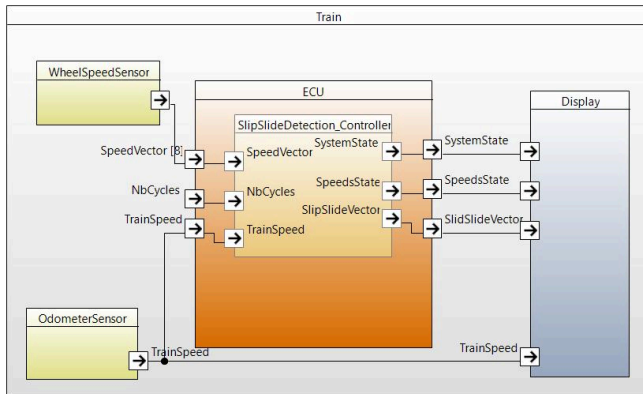 Train
WheelSpeedSensor
ECU
Display
SlipSlideDetection_Controller
SystemState
SystemState
SpeedVector [8]
SpeedVector
SpeedsState
SpeedsState
NbCycles
NbCycles
SlipSlideVector
SlidSlideVector
TrainSpeed
TrainSpeed
OdometerSensor
TrainSpeed
TrainSpeed